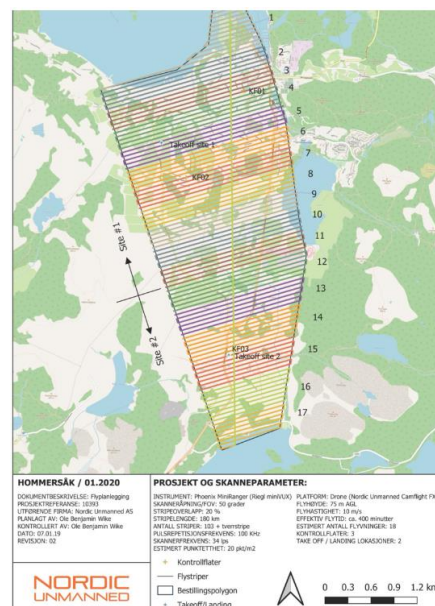 1
2
3
4
KF01
5
6
Takeoff site 1
7
8
KF02
9
10
11
Site #1
12
13
14
Site #2
KF03
Takeoff site 2
15
16
17
HOMMERSÅK / 01.2020
DOKUMENTBESKRIVELSE: Flyplanlegging
PROSJEKTREFERANSE: 10393
UTFØRENDE FIRMA: Nordic Unmanned AS
PLANLAGT AV: Ole Benjamin Wike
KONTROLLERT AV: Ole Benjamin Wike
DATO: 07.01.19
REVISJON: 02
NORDIC
UNMANNED
PROSJEKT OG SKANNEPARAMETER:
INSTRUMENT: Phoenix MiniRanger (Riegl miniVUX)
SKANNERÅPNING/FOV: 50 grader
STRIPEOVERLAPP: 20 %
STRIPELENGDE: 180 km
ANTALL STRIPER: 103 + tverrstripe
PULSREPETISJONSFREKVENS: 100 KHz
SKANNERFREKVENS: 34 lps
ESTIMERT PUNKTTETTHET: 20 pkt/m2
PLATFORM: Drone (Nordic Unmanned Camflight FX
FLYHØYDE: 75 m AGL
FLYHASTIGHET: 10 m/s
EFFEKTIV FLYTID: ca. 400 minutter
ESTIMERT ANTALL FLYVNINGER: 18
KONTROLLFLATER: 3
TAKE OFF / LANDING LOKASJONER: 2
Kontrollflater
Flystriper
Bestillingspolygon
Takeoff/Landing
0 0.3 0.6 0.9 1.2 km